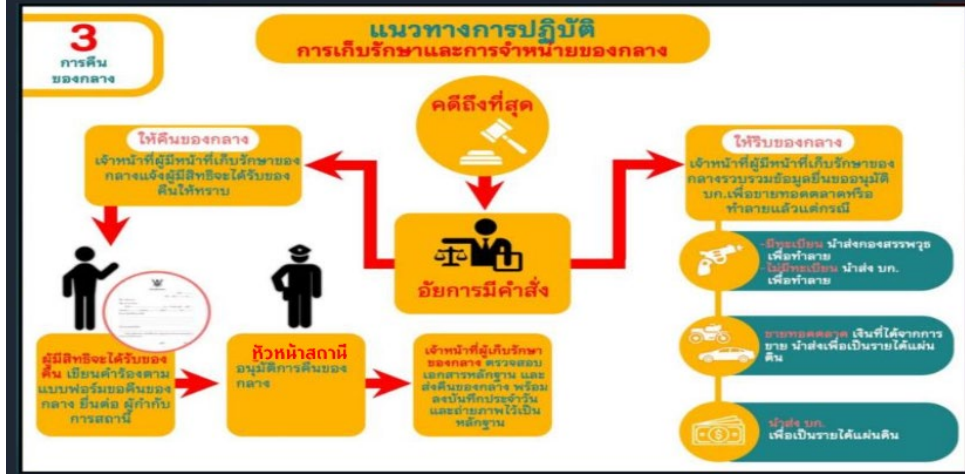 3
การคืน
ของกลาง
แนวทางการปฏิบัติ
การเก็บรักษาและการจำหน่ายของกลาง
คดีถึงที่สุด
ให้คืนของกลาง
เจ้าหน้าที่ผู้มีหน้าที่เก็บรักษาของ
กลางแจ้งผู้มีสิทธิจะได้รับของ
คืนให้ทราบ
ให้ริบของกลาง
เจ้าหน้าที่ผู้มีหน้าที่เก็บรักษาของ
กลางรวบรวมข้อมูลยื่นขออนุมัติ
บก.เพื่อขายทอดตลาดหรือ
ทำลายแล้วแต่กรณี
อัยการมีคำสั่ง
-มีทะเบียน นำส่งกองสรรพวุธ
เพื่อทำลาย
-ไม่มีทะเบียน นำส่ง บก.
เพื่อทำลาย
ขายทอดตลาด เงินที่ได้จากการ
ขาย นำส่งเพื่อเป็นรายได้แผ่น
ดิน
นำส่ง บก.
เพื่อเป็นรายได้แผ่นดิน
ผู้มีสิทธิจะได้รับของ
คืน เขียนคำร้องตาม
แบบฟอร์มขอคืนของ
กลาง ยื่นต่อ ผู้กำกับ
การสถานี
หัวหน้าสถานี
อนุมัติการคืนของ
กลาง
เจ้าหน้าที่ผู้เก็บรักษา
ของกลาง ตรวจสอบ
เอกสารหลักฐาน และ
ส่งคืนของกลาง พร้อม
ลงบันทึกประจำวัน
และถ่ายภาพไว้เป็น
หลักฐาน